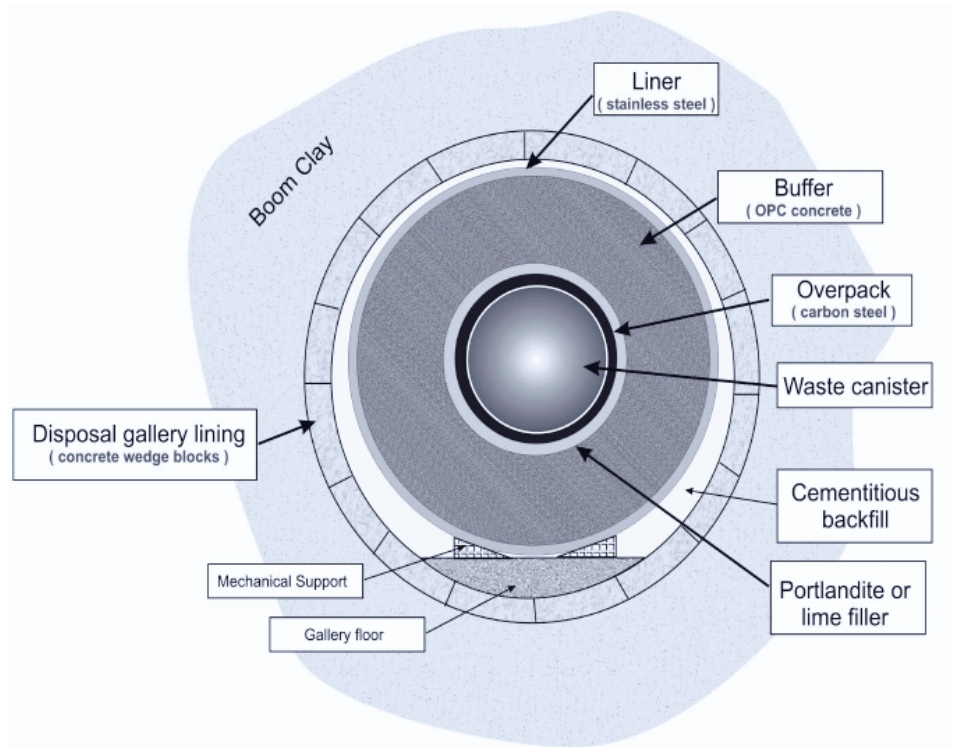 Liner
( stainless steel )
Boom Clay
Buffer
( OPC concrete )
Overpack
( carbon steel )
Waste canister
Disposal gallery lining
( concrete wedge blocks )
Cementitious
backfill
Mechanical Support
Portlandite or
lime filler
Gallery floor